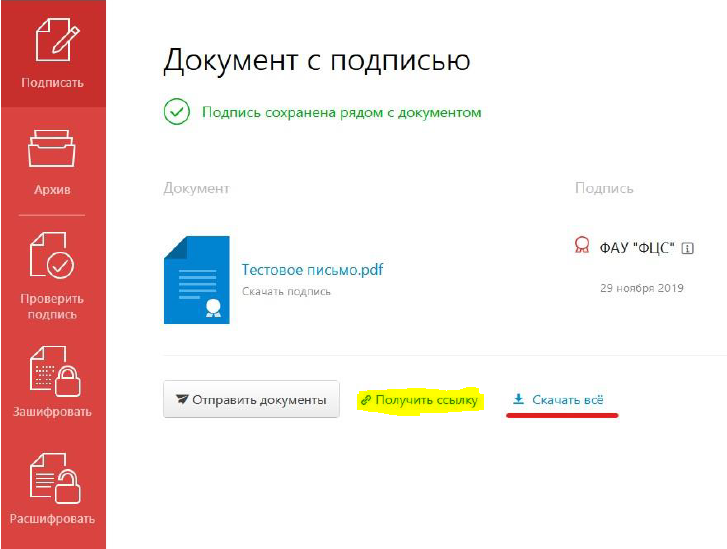 Подписать
Архив
Проверить
подпись
Зашифровать
Расшифровать
Документ с подписью
Подпись сохранена рядом с документом
Документ
Подпись
Тестовое письмо.pdf
Скачать подпись
ФАУ "ФЦС"
29 ноября 2019
Отправить документы
Получить ссылку
Скачать всё